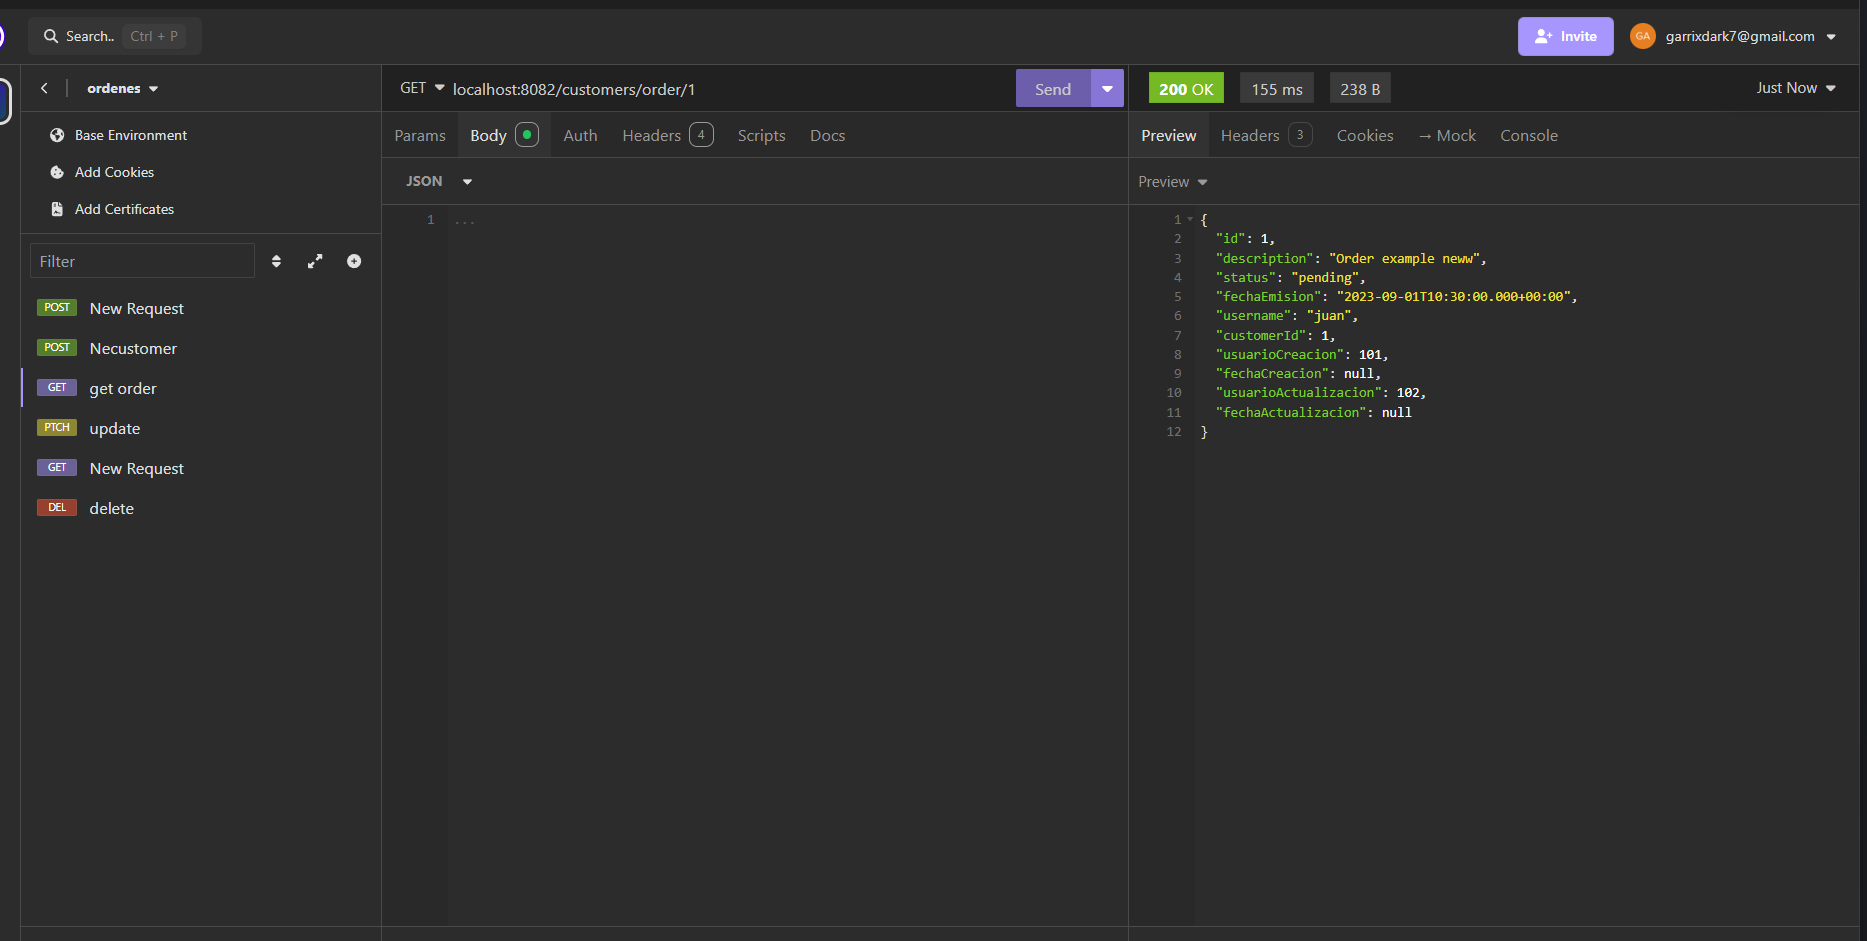 Search.. Ctrl + P
Invite
GA garrixdark7@gmail.com
ordenes
Base Environment
Add Cookies
Add Certificates
Filter
POST New Request
POST Necustomer
GET get order
PTCH update
GET New Request
DEL delete
GET localhost:8082/customers/order/1
Send
Params Body Auth Headers 4 Scripts Docs
JSON
1 ...
200 OK 155 ms 238 B
Just Now
Preview Headers 3 Cookies → Mock Console
Preview
1 {
2 "id": 1,
3 "description": "Order example neww",
4 "status": "pending",
5 "fechaEmision": "2023-09-01T10:30:00.000+00:00",
6 "username": "juan",
7 "customerId": 1,
8 "usuarioCreacion": 101,
9 "fechaCreacion": null,
10 "usuarioActualizacion": 102,
11 "fechaActualizacion": null
12 }